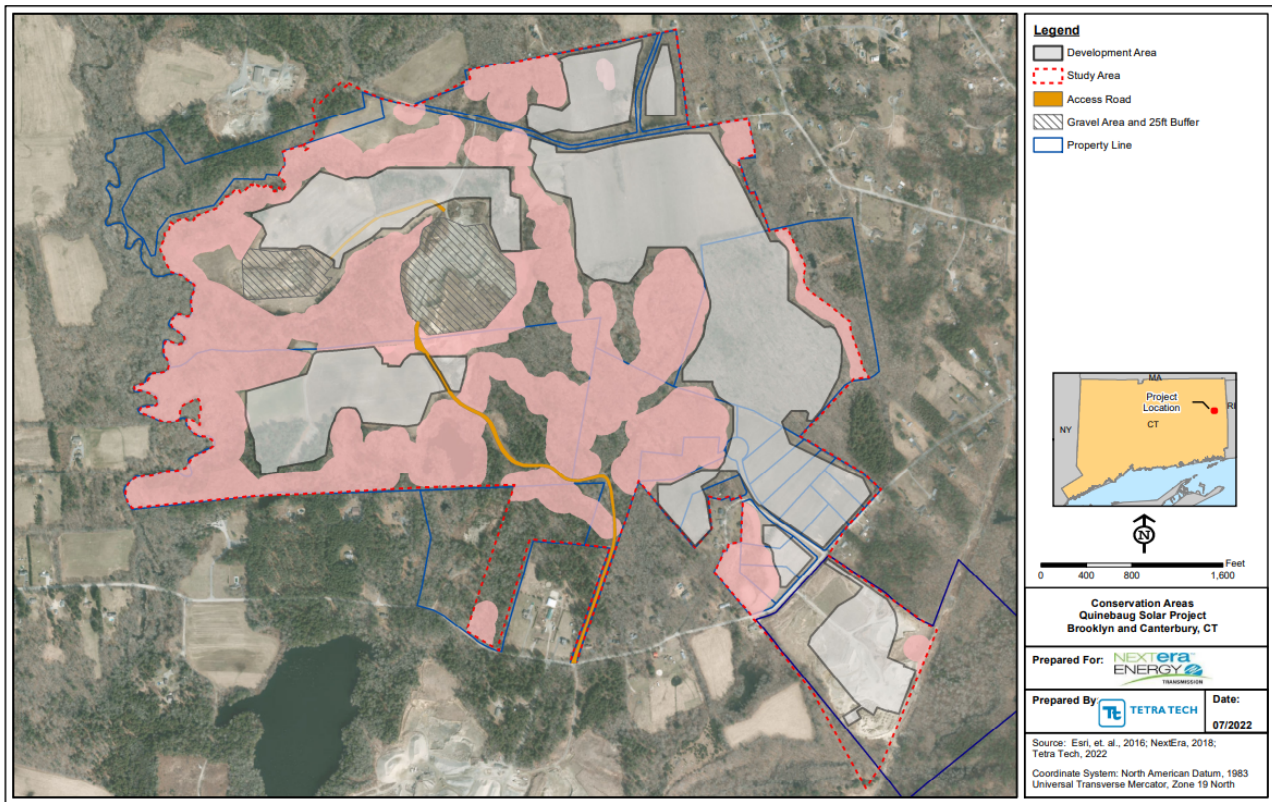 Legend
Development Area
Study Area
Access Road
Gravel Area and 25ft Buffer
Property Line
MA
Project
Location
RI
NY
CT
N
Feet
0 400 800 1,600
Conservation Areas
Quinebaug Solar Project
Brooklyn and Canterbury, CT
Prepared For:
NEXTera
ENERGY
TRANSMISSION
Prepared By:
Tt TETRA TECH
Date:
07/2022
Source: Esri, et. al., 2016; NextEra, 2018;
Tetra Tech, 2022
Coordinate System: North American Datum, 1983
Universal Transverse Mercator, Zone 19 North